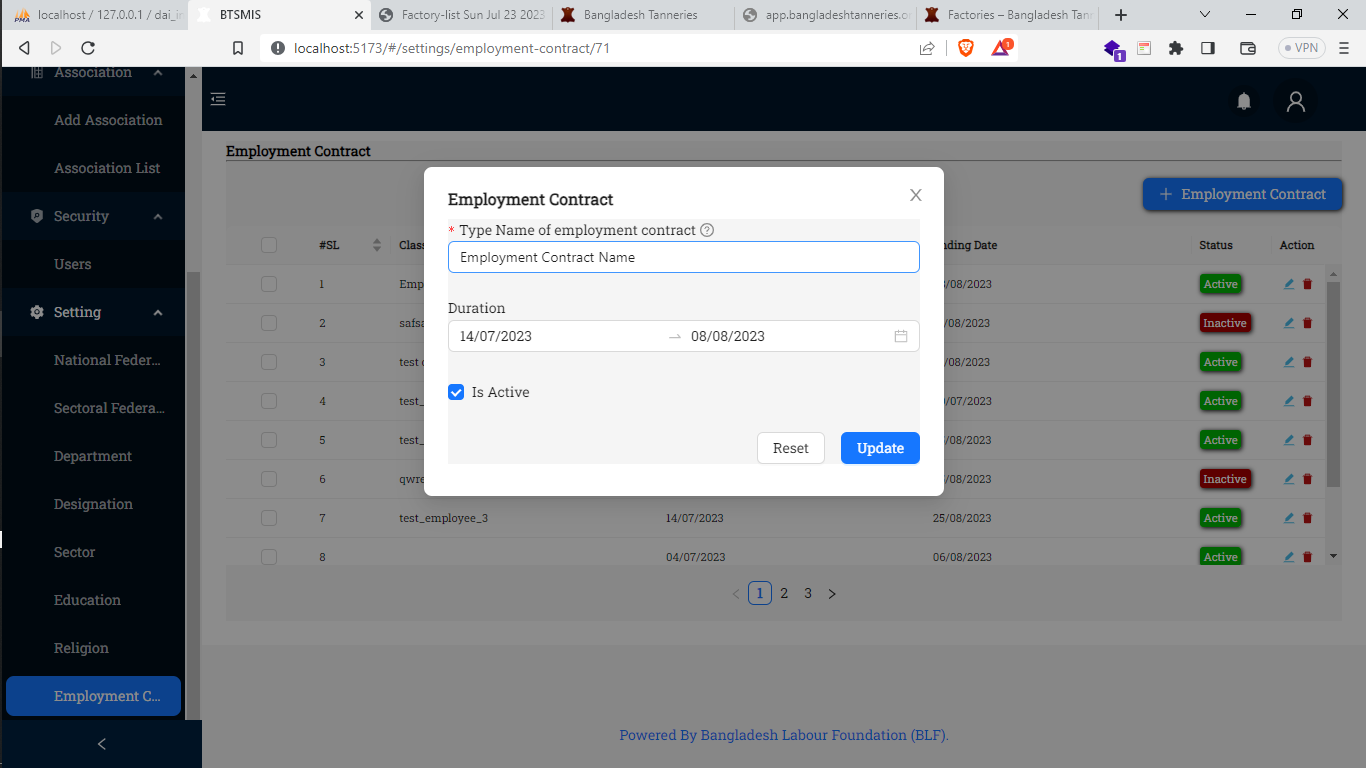 localhost / 127.0.0.1 / dai_in
BTSMIS
Factory-list Sun Jul 23 2023
Bangladesh Tanneries
app.bangladeshtanneries.o
Factories – Bangladesh Tann
localhost:5173/#/settings/employment-contract/71
1
1
VPN
Association
Add Association
Association List
Security
Users
Setting
National Feder...
Sectoral Federa...
Department
Designation
Sector
Education
Religion
Employment C...
Employment Contract
+ Employment Contract
#SL Clas nding Date Status Action
1 Emp /08/2023 Active
2 safsa /08/2023 Inactive
3 test /08/2023 Active
4 test_ /07/2023 Active
5 test_ /08/2023 Active
6 qwre /08/2023 Inactive
7 test_employee_3 14/07/2023 25/08/2023 Active
8 04/07/2023 06/08/2023 Active
1 2 3
Employment Contract
* Type Name of employment contract
Employment Contract Name
Duration
14/07/2023 → 08/08/2023
Is Active
Reset Update
Powered By Bangladesh Labour Foundation (BLF).